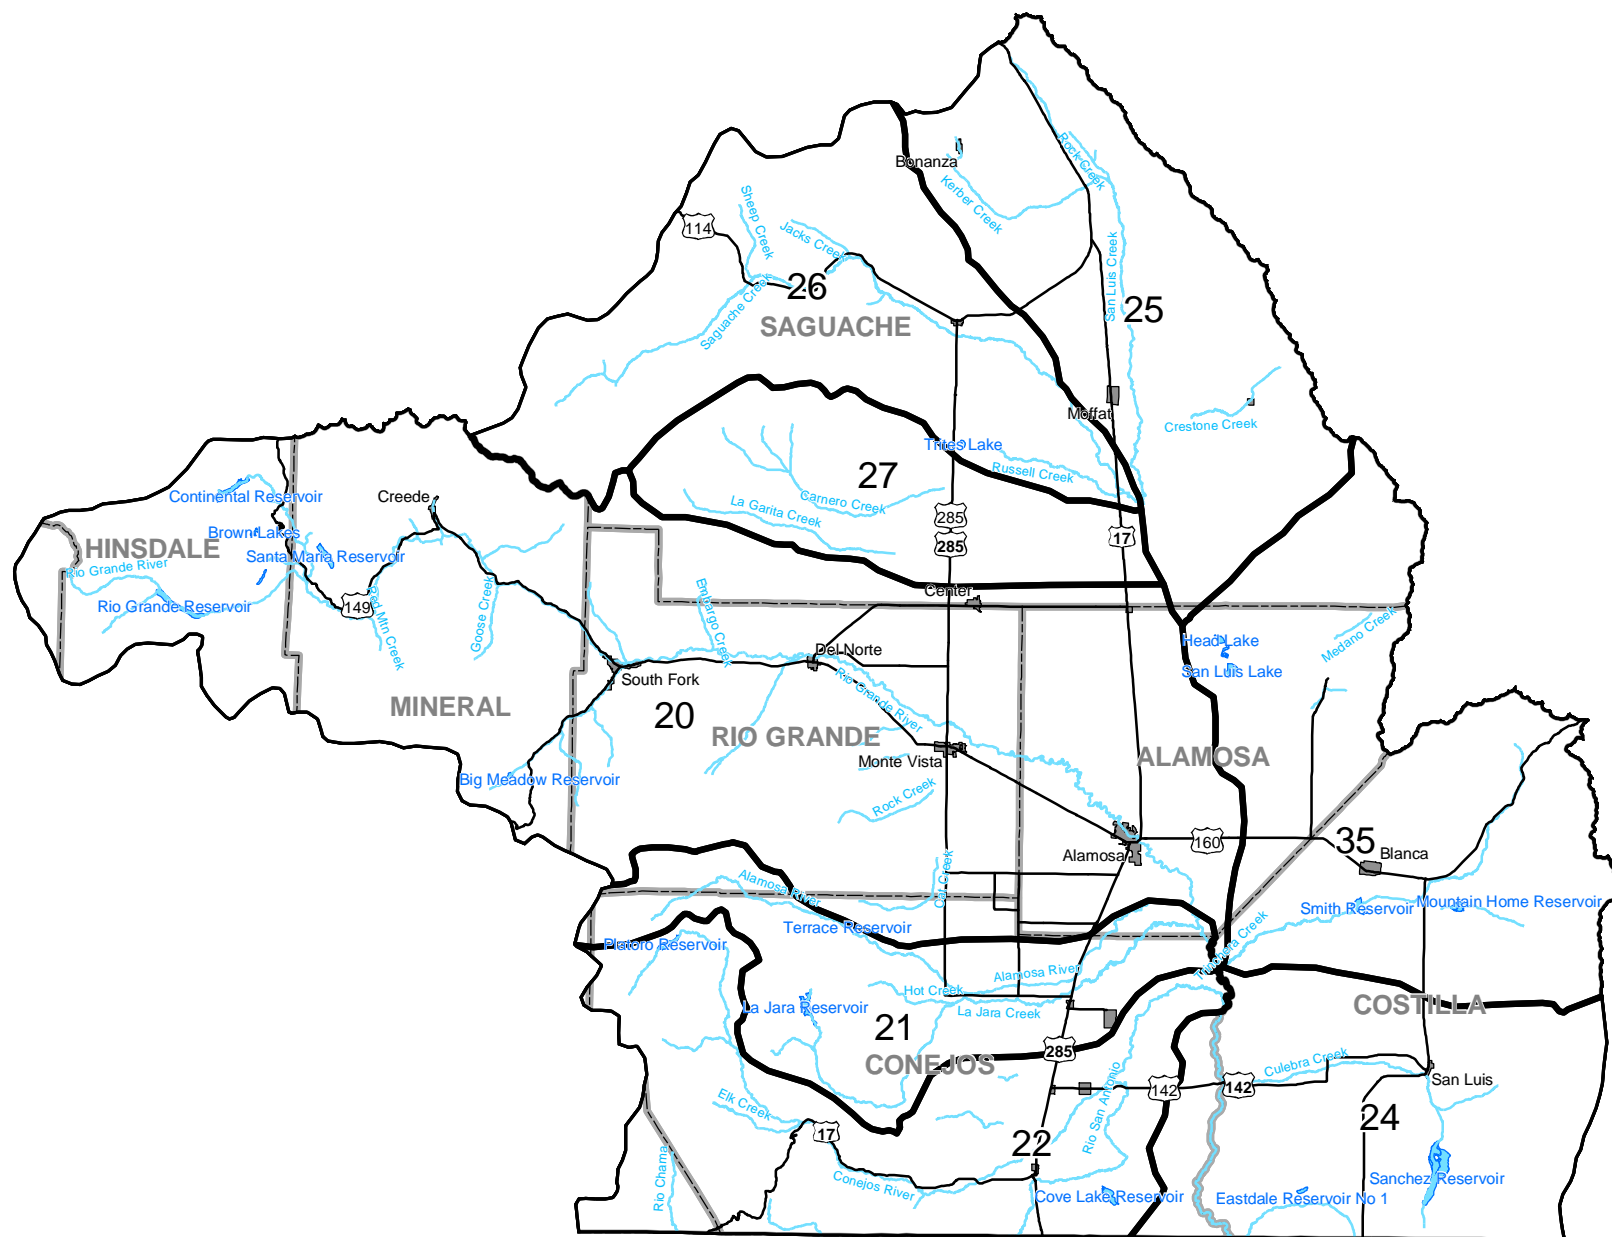 Bonanza
Rock Creek
Kerber Creek
Sheep Creek
114
Jacks Creek
San Luis Creek
26
25
SAGUACHE
Saguache Creek
Moffat
Crestone Creek
Trites Lake
Russell Creek
27
Carnero Creek
La Garita Creek
285
285
17
Continental Reservoir
Creede
Brown Lakes
HINSDALE
Santa Maria Reservoir
Rio Grande River
Rio Grande Reservoir
149
Red Mtn Creek
Goose Creek
Embargo Creek
Center
Del Norte
Head Lake
Medano Creek
San Luis Lake
South Fork
MINERAL
20
Rio Grande River
RIO GRANDE
ALAMOSA
Monte Vista
Big Meadow Reservoir
Rock Creek
160
35
Alamosa
Blanca
Cat Creek
Alamosa River
Smith Reservoir
Mountain Home Reservoir
Terrace Reservoir
Platoro Reservoir
Trinchera Creek
Alamosa River
Hot Creek
La Jara Reservoir
La Jara Creek
COSTILLA
21
285
CONEJOS
Culebra Creek
San Luis
142
142
Elk Creek
Rio San Antonio
24
17
22
Rio Chama
Conejos River
Cove Lake Reservoir
Sanchez Reservoir
Eastdale Reservoir No 1